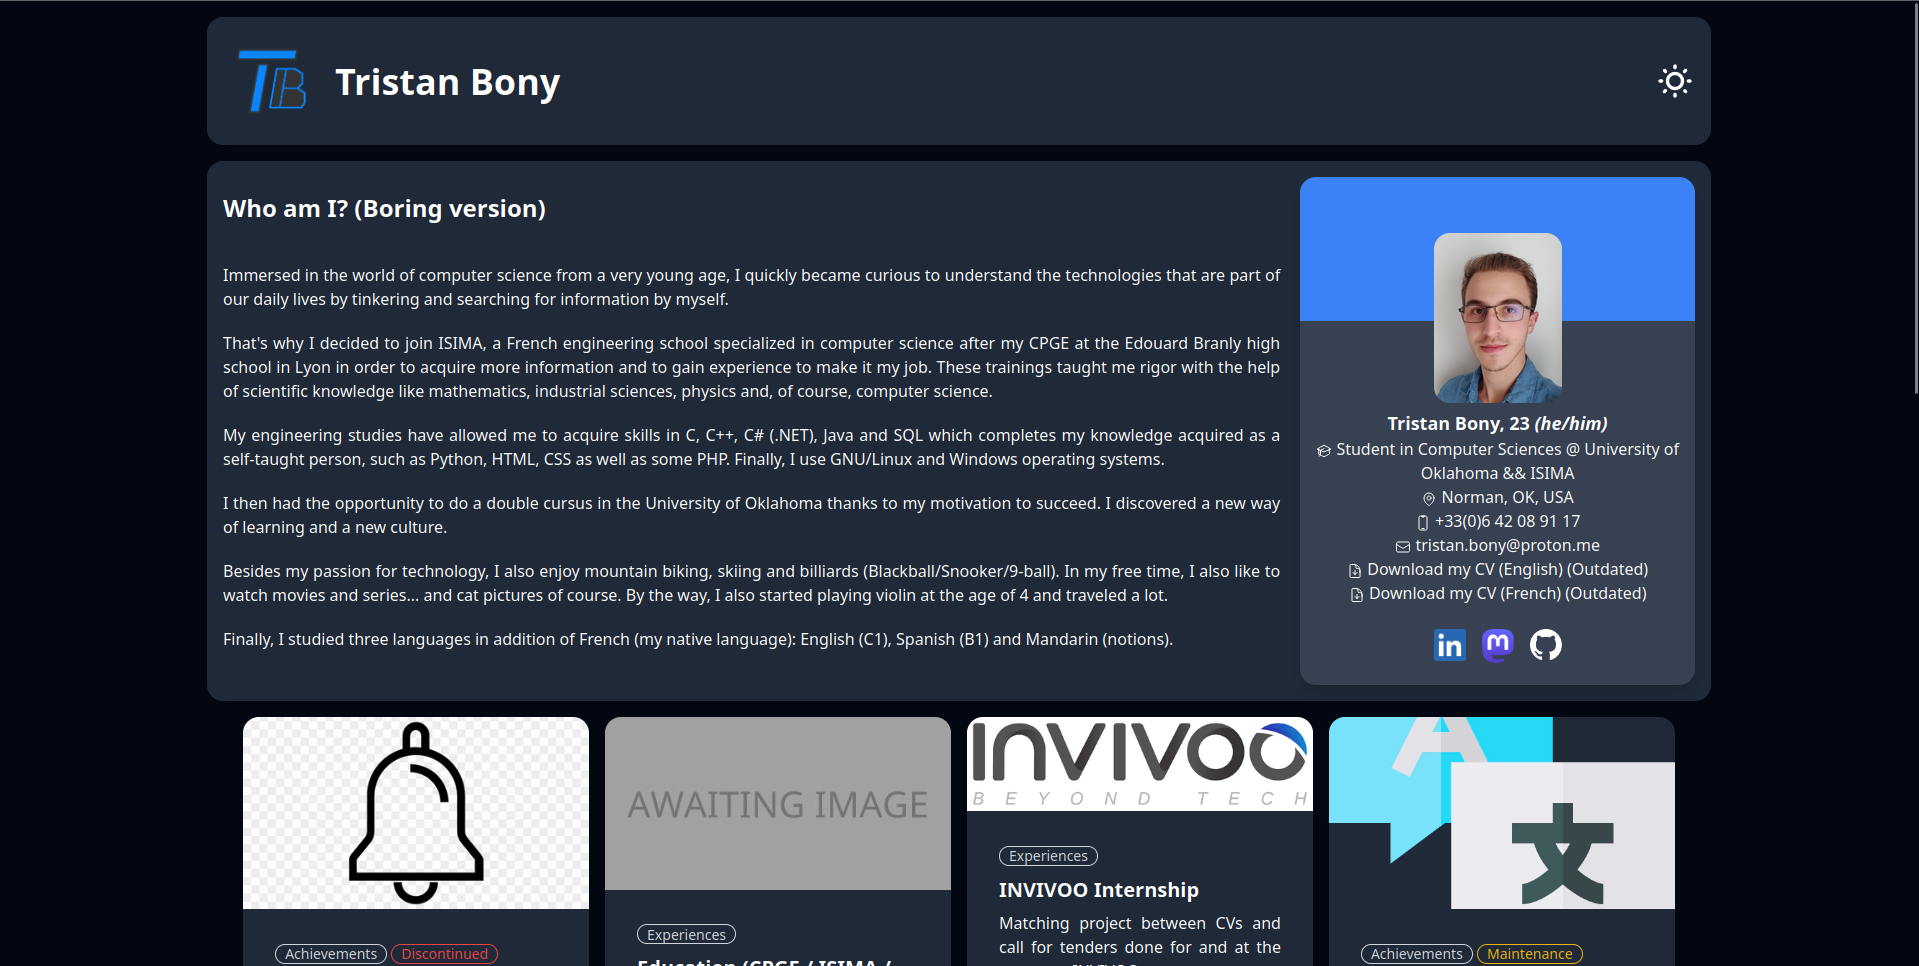 TB
Tristan Bony
Who am I? (Boring version)
Immersed in the world of computer science from a very young age, I quickly became curious to understand the technologies that are part of
our daily lives by tinkering and searching for information by myself.
That's why I decided to join ISIMA, a French engineering school specialized in computer science after my CPGE at the Edouard Branly high
school in Lyon in order to acquire more information and to gain experience to make it my job. These trainings taught me rigor with the help
of scientific knowledge like mathematics, industrial sciences, physics and, of course, computer science.
My engineering studies have allowed me to acquire skills in C, C++, C# (.NET), Java and SQL which completes my knowledge acquired as a
self-taught person, such as Python, HTML, CSS as well as some PHP. Finally, I use GNU/Linux and Windows operating systems.
I then had the opportunity to do a double cursus in the University of Oklahoma thanks to my motivation to succeed. I discovered a new way
of learning and a new culture.
Besides my passion for technology, I also enjoy mountain biking, skiing and billiards (Blackball/Snooker/9-ball). In my free time, I also like to
watch movies and series... and cat pictures of course. By the way, I also started playing violin at the age of 4 and traveled a lot.
Finally, I studied three languages in addition of French (my native language): English (C1), Spanish (B1) and Mandarin (notions).
Tristan Bony, 23 (he/him)
Student in Computer Sciences @ University of
Oklahoma && ISIMA
Norman, OK, USA
+33(0)6 42 08 91 17
tristan.bony@proton.me
Download my CV (English) (Outdated)
Download my CV (French) (Outdated)
in m
Achievements Discontinued
AWAITING IMAGE
Experiences
Education (CPGE / ISIMA /
INVIVOO
BEYOND TECH
Experiences
INVIVOO Internship
Matching project between CVs and
call for tenders done for and at the
A
文
Achievements Maintenance